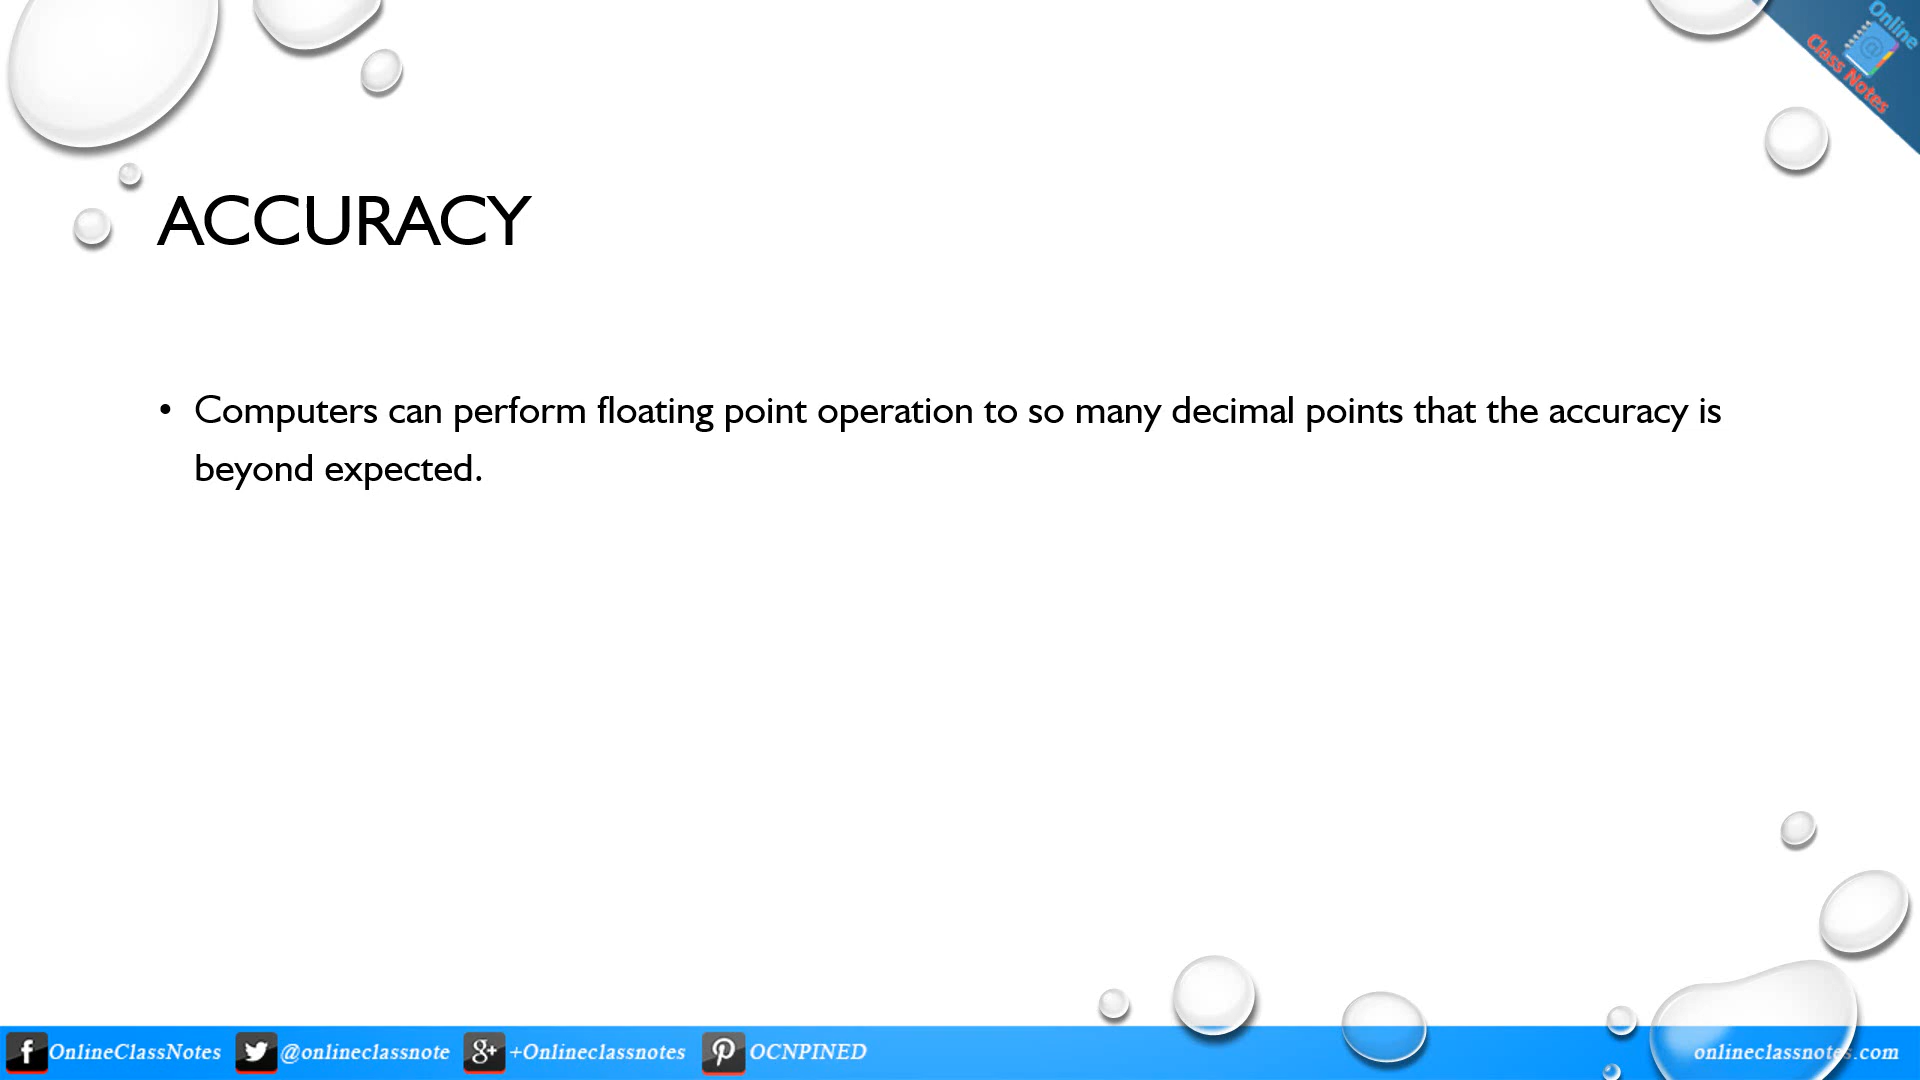 Online
Class Notes
ACCURACY
• Computers can perform floating point operation to so many decimal points that the accuracy is
beyond expected.
OnlineClassNotes @onlineclassnote +Onlineclassnotes OCNPINED onlineclassnotes.com